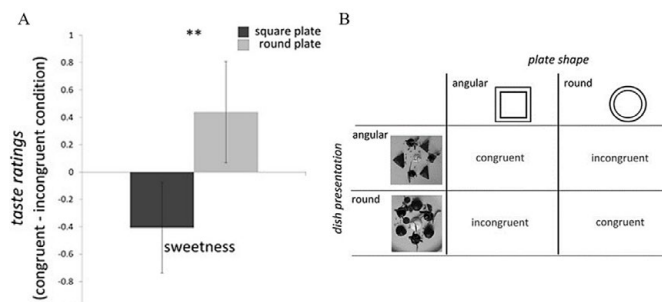 A
B
**
square plate
round plate
taste ratings
(congruent - incongruent condition)
1
0.8
0.6
0.4
0.2
0
-0.2
-0.4
-0.6
-0.8
sweetness
plate shape
angular
round
dish presentation
angular
congruent
incongruent
round
incongruent
congruent